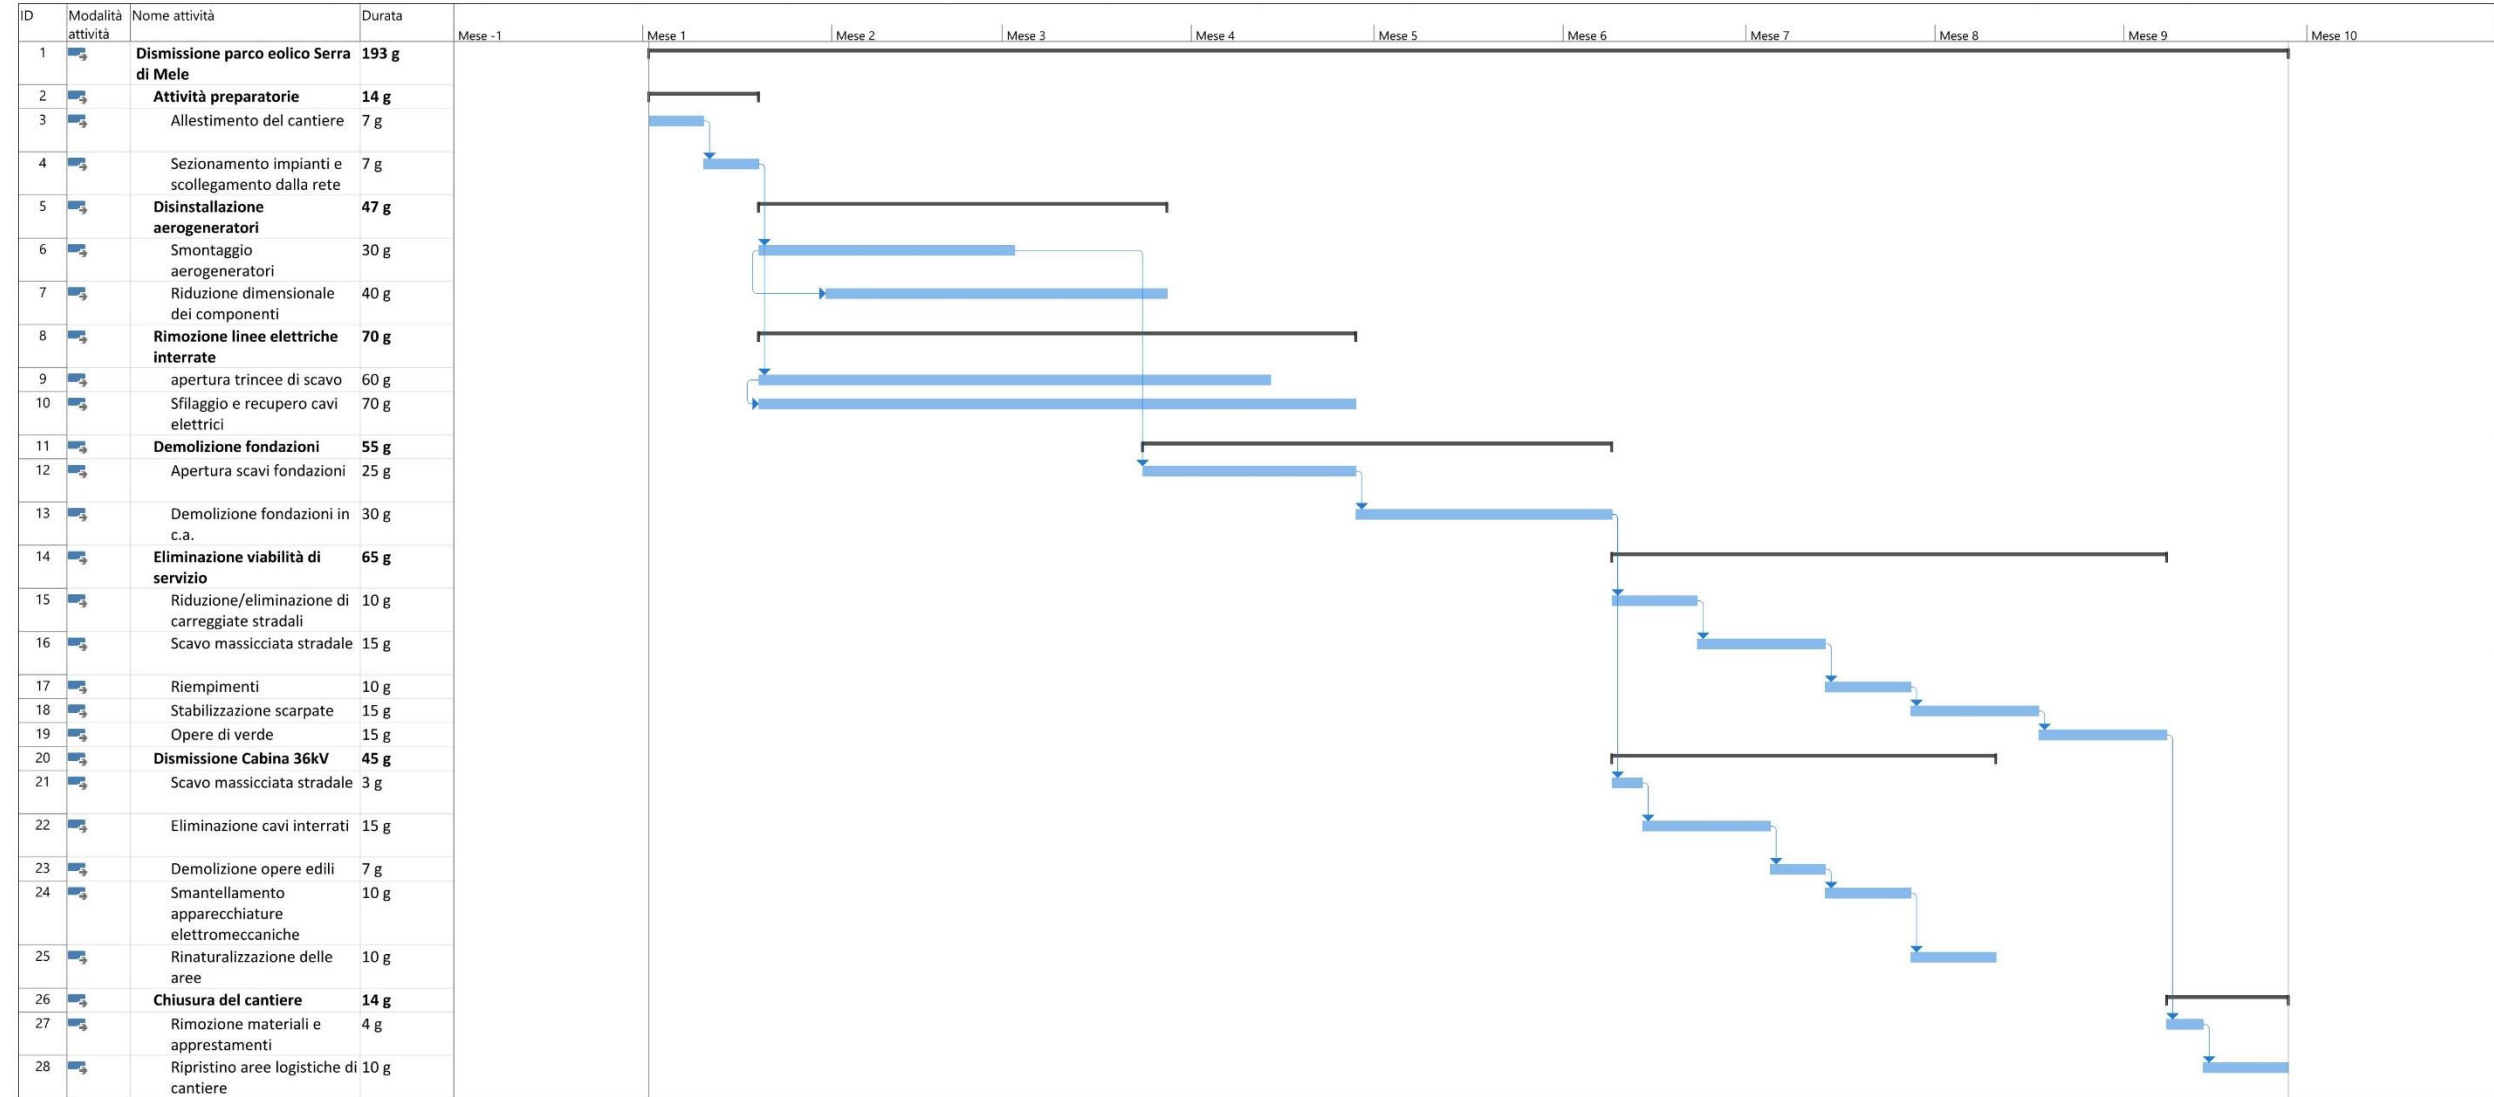 ID Modalità attività Nome attività Durata
Mese -1 Mese 1 Mese 2 Mese 3 Mese 4 Mese 5 Mese 6 Mese 7 Mese 8 Mese 9 Mese 10
1 Dismissione parco eolico Serra 193 g
di Mele
2 Attività preparatorie 14 g
3 Allestimento del cantiere 7 g
4 Sezionamento impianti e 7 g
scollegamento dalla rete
5 Disinstallazione 47 g
aerogeneratori
6 Smontaggio 30 g
aerogeneratori
7 Riduzione dimensionale 40 g
dei componenti
8 Rimozione linee elettriche 70 g
interrate
9 apertura trincee di scavo 60 g
10 Sfilaggio e recupero cavi 70 g
elettrici
11 Demolizione fondazioni 55 g
12 Apertura scavi fondazioni 25 g
13 Demolizione fondazioni in 30 g
c.a.
14 Eliminazione viabilità di 65 g
servizio
15 Riduzione/eliminazione di 10 g
carreggiate stradali
16 Scavo massicciata stradale 15 g
17 Riempimenti 10 g
18 Stabilizzazione scarpate 15 g
19 Opere di verde 15 g
20 Dismissione Cabina 36kV 45 g
21 Scavo massicciata stradale 3 g
22 Eliminazione cavi interrati 15 g
23 Demolizione opere edili 7 g
24 Smantellamento 10 g
apparecchiature
elettromeccaniche
25 Rinaturalizzazione delle 10 g
aree
26 Chiusura del cantiere 14 g
27 Rimozione materiali e 4 g
apprestamenti
28 Ripristino aree logistiche di 10 g
cantiere